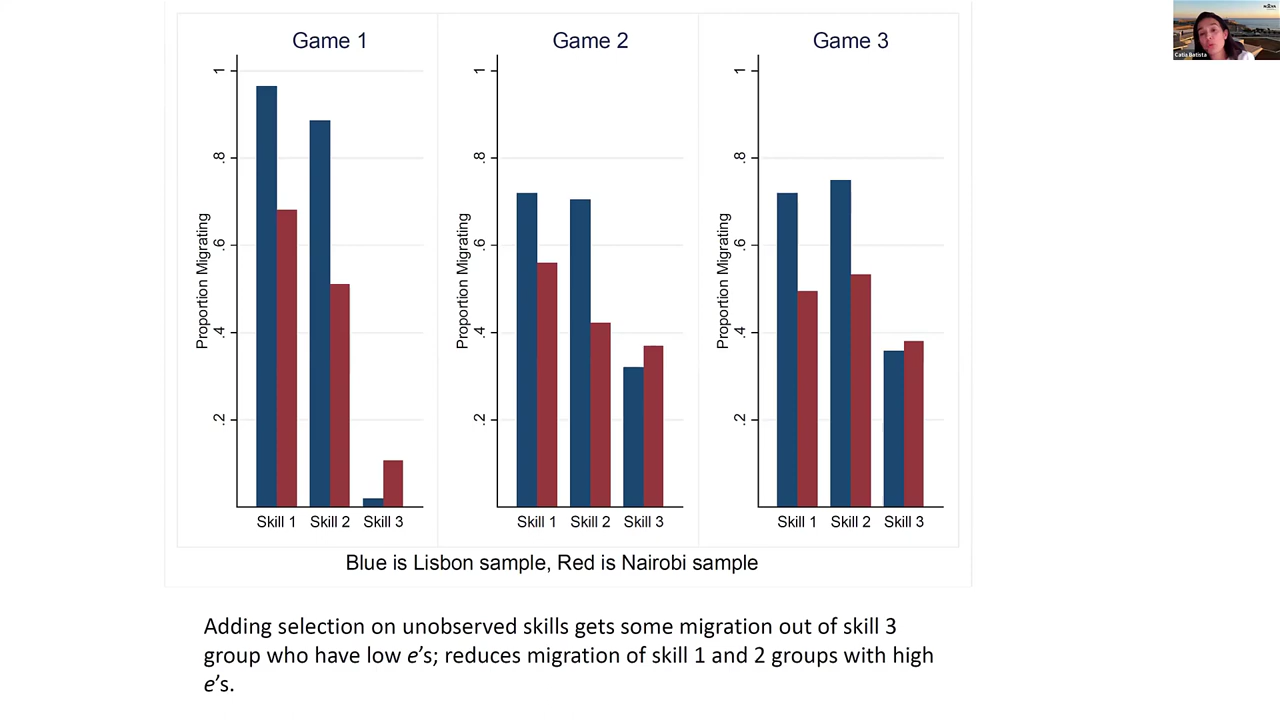 Game 1
Game 2
Game 3
1
.8
.6
.4
.2
Proportion Migrating
Skill 1 Skill 2 Skill 3
1
.8
.6
.4
.2
Proportion Migrating
Skill 1 Skill 2 Skill 3
1
.8
.6
.4
.2
Proportion Migrating
Skill 1 Skill 2 Skill 3
Blue is Lisbon sample, Red is Nairobi sample
Adding selection on unobserved skills gets some migration out of skill 3
group who have low e's; reduces migration of skill 1 and 2 groups with high
e's.
Catia Batista